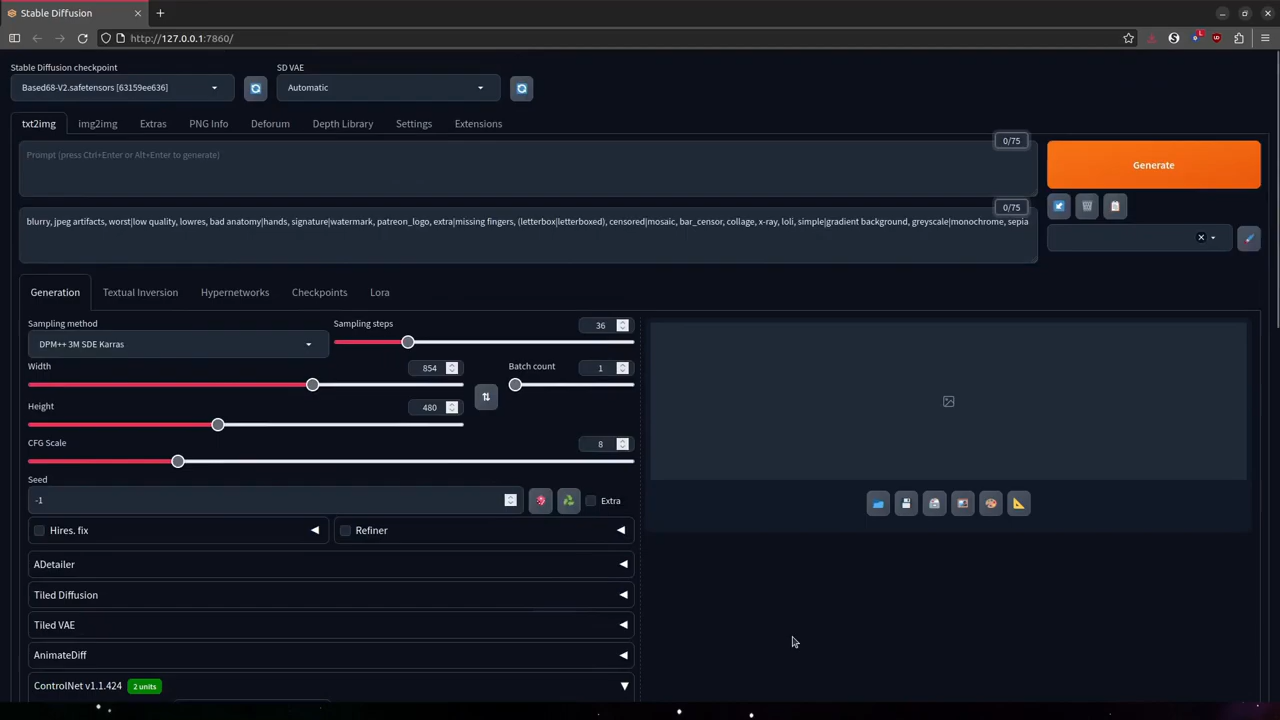 Stable Diffusion
http://127.0.0.1:7860/
Stable Diffusion checkpoint
SD VAE
Based68-V2.safetensors [63159ee636]
Automatic
txt2img img2img Extras PNG Info Deforum Depth Library Settings Extensions
0/75
Prompt (press Ctrl+Enter or Alt+Enter to generate)
Generate
0/75
blurry, jpeg artifacts, worst|low quality, lowres, bad anatomy|hands, signature|watermark, patreon_logo, extra|missing fingers, (letterbox|letterboxed), censored|mosaic, bar_censor, collage, x-ray, loli, simple|gradient background, greyscale|monochrome, sepia
Generation Textual Inversion Hypernetworks Checkpoints Lora
Sampling method
Sampling steps
36
DPM++ 3M SDE Karras
Width
854
Batch count
1
Height
480
CFG Scale
8
Seed
-1
Extra
Hires. fix
Refiner
ADetailer
Tiled Diffusion
Tiled VAE
AnimateDiff
ControlNet v1.1.424
2 units